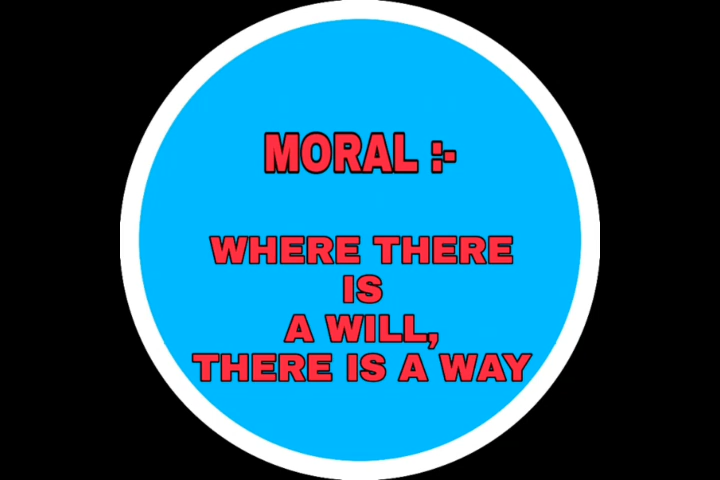 MORAL :-
WHERE THERE
IS
A WILL,
THERE IS A WAY